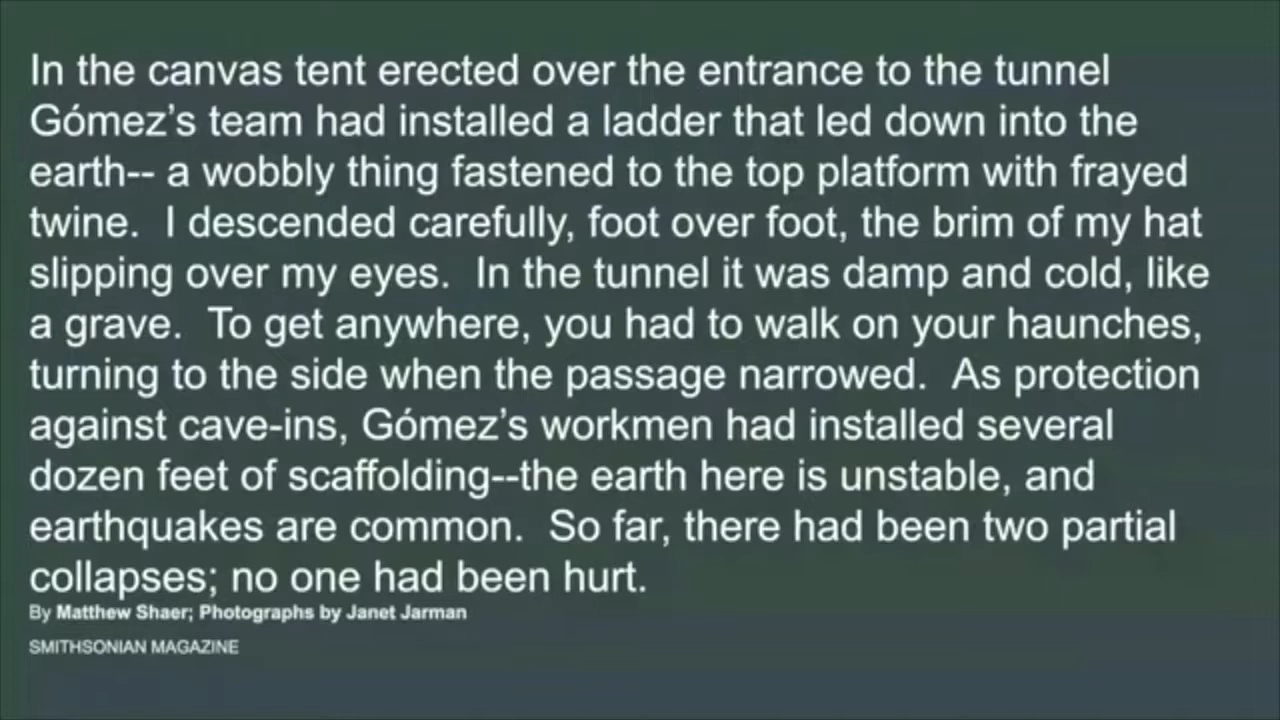 In the canvas tent erected over the entrance to the tunnel
Gómez’s team had installed a ladder that led down into the
earth-- a wobbly thing fastened to the top platform with frayed
twine.  I descended carefully, foot over foot, the brim of my hat
slipping over my eyes.  In the tunnel it was damp and cold, like
a grave.  To get anywhere, you had to walk on your haunches,
turning to the side when the passage narrowed.  As protection
against cave-ins, Gómez’s workmen had installed several
dozen feet of scaffolding--the earth here is unstable, and
earthquakes are common.  So far, there had been two partial
collapses; no one had been hurt.
By Matthew Shaer; Photographs by Janet Jarman
SMITHSONIAN MAGAZINE